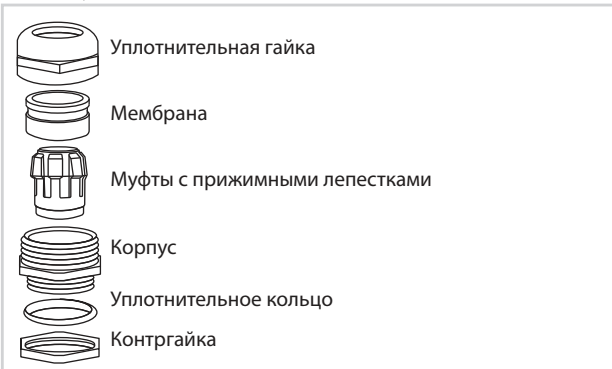 Уплотнительная гайка
Мембрана
Муфты с прижимными лепестками
Корпус
Уплотнительное кольцо
Контргайка